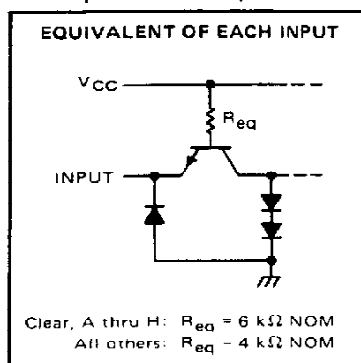 EQUIVALENT OF EACH INPUT
VCC
Req
INPUT
Clear, A thru H: Req = 6 kΩ NOM
All others: Req - 4 kΩ NOM